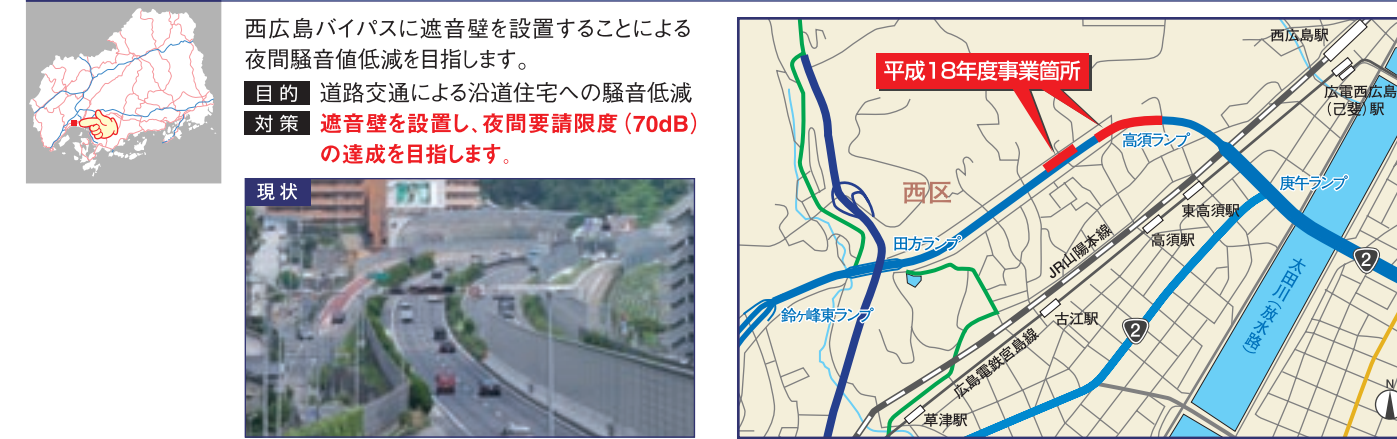 西広島バイパスに遮音壁を設置することによる
夜間騒音値低減を目指します。
目的 道路交通による沿道住宅への騒音低減
対策 遮音壁を設置し、夜間要請限度(70dB)
の達成を目指します。
現状
平成18年度事業箇所
西広島駅
広電西広島
(己斐)駅
高須ランプ
庚午ランプ
西区
東高須駅
高須駅
田方ランプ
JR山陽本線
2
太田川(放水路)
鈴ヶ峰東ランプ
古江駅
2
広島電鉄宮島線
草津駅
N